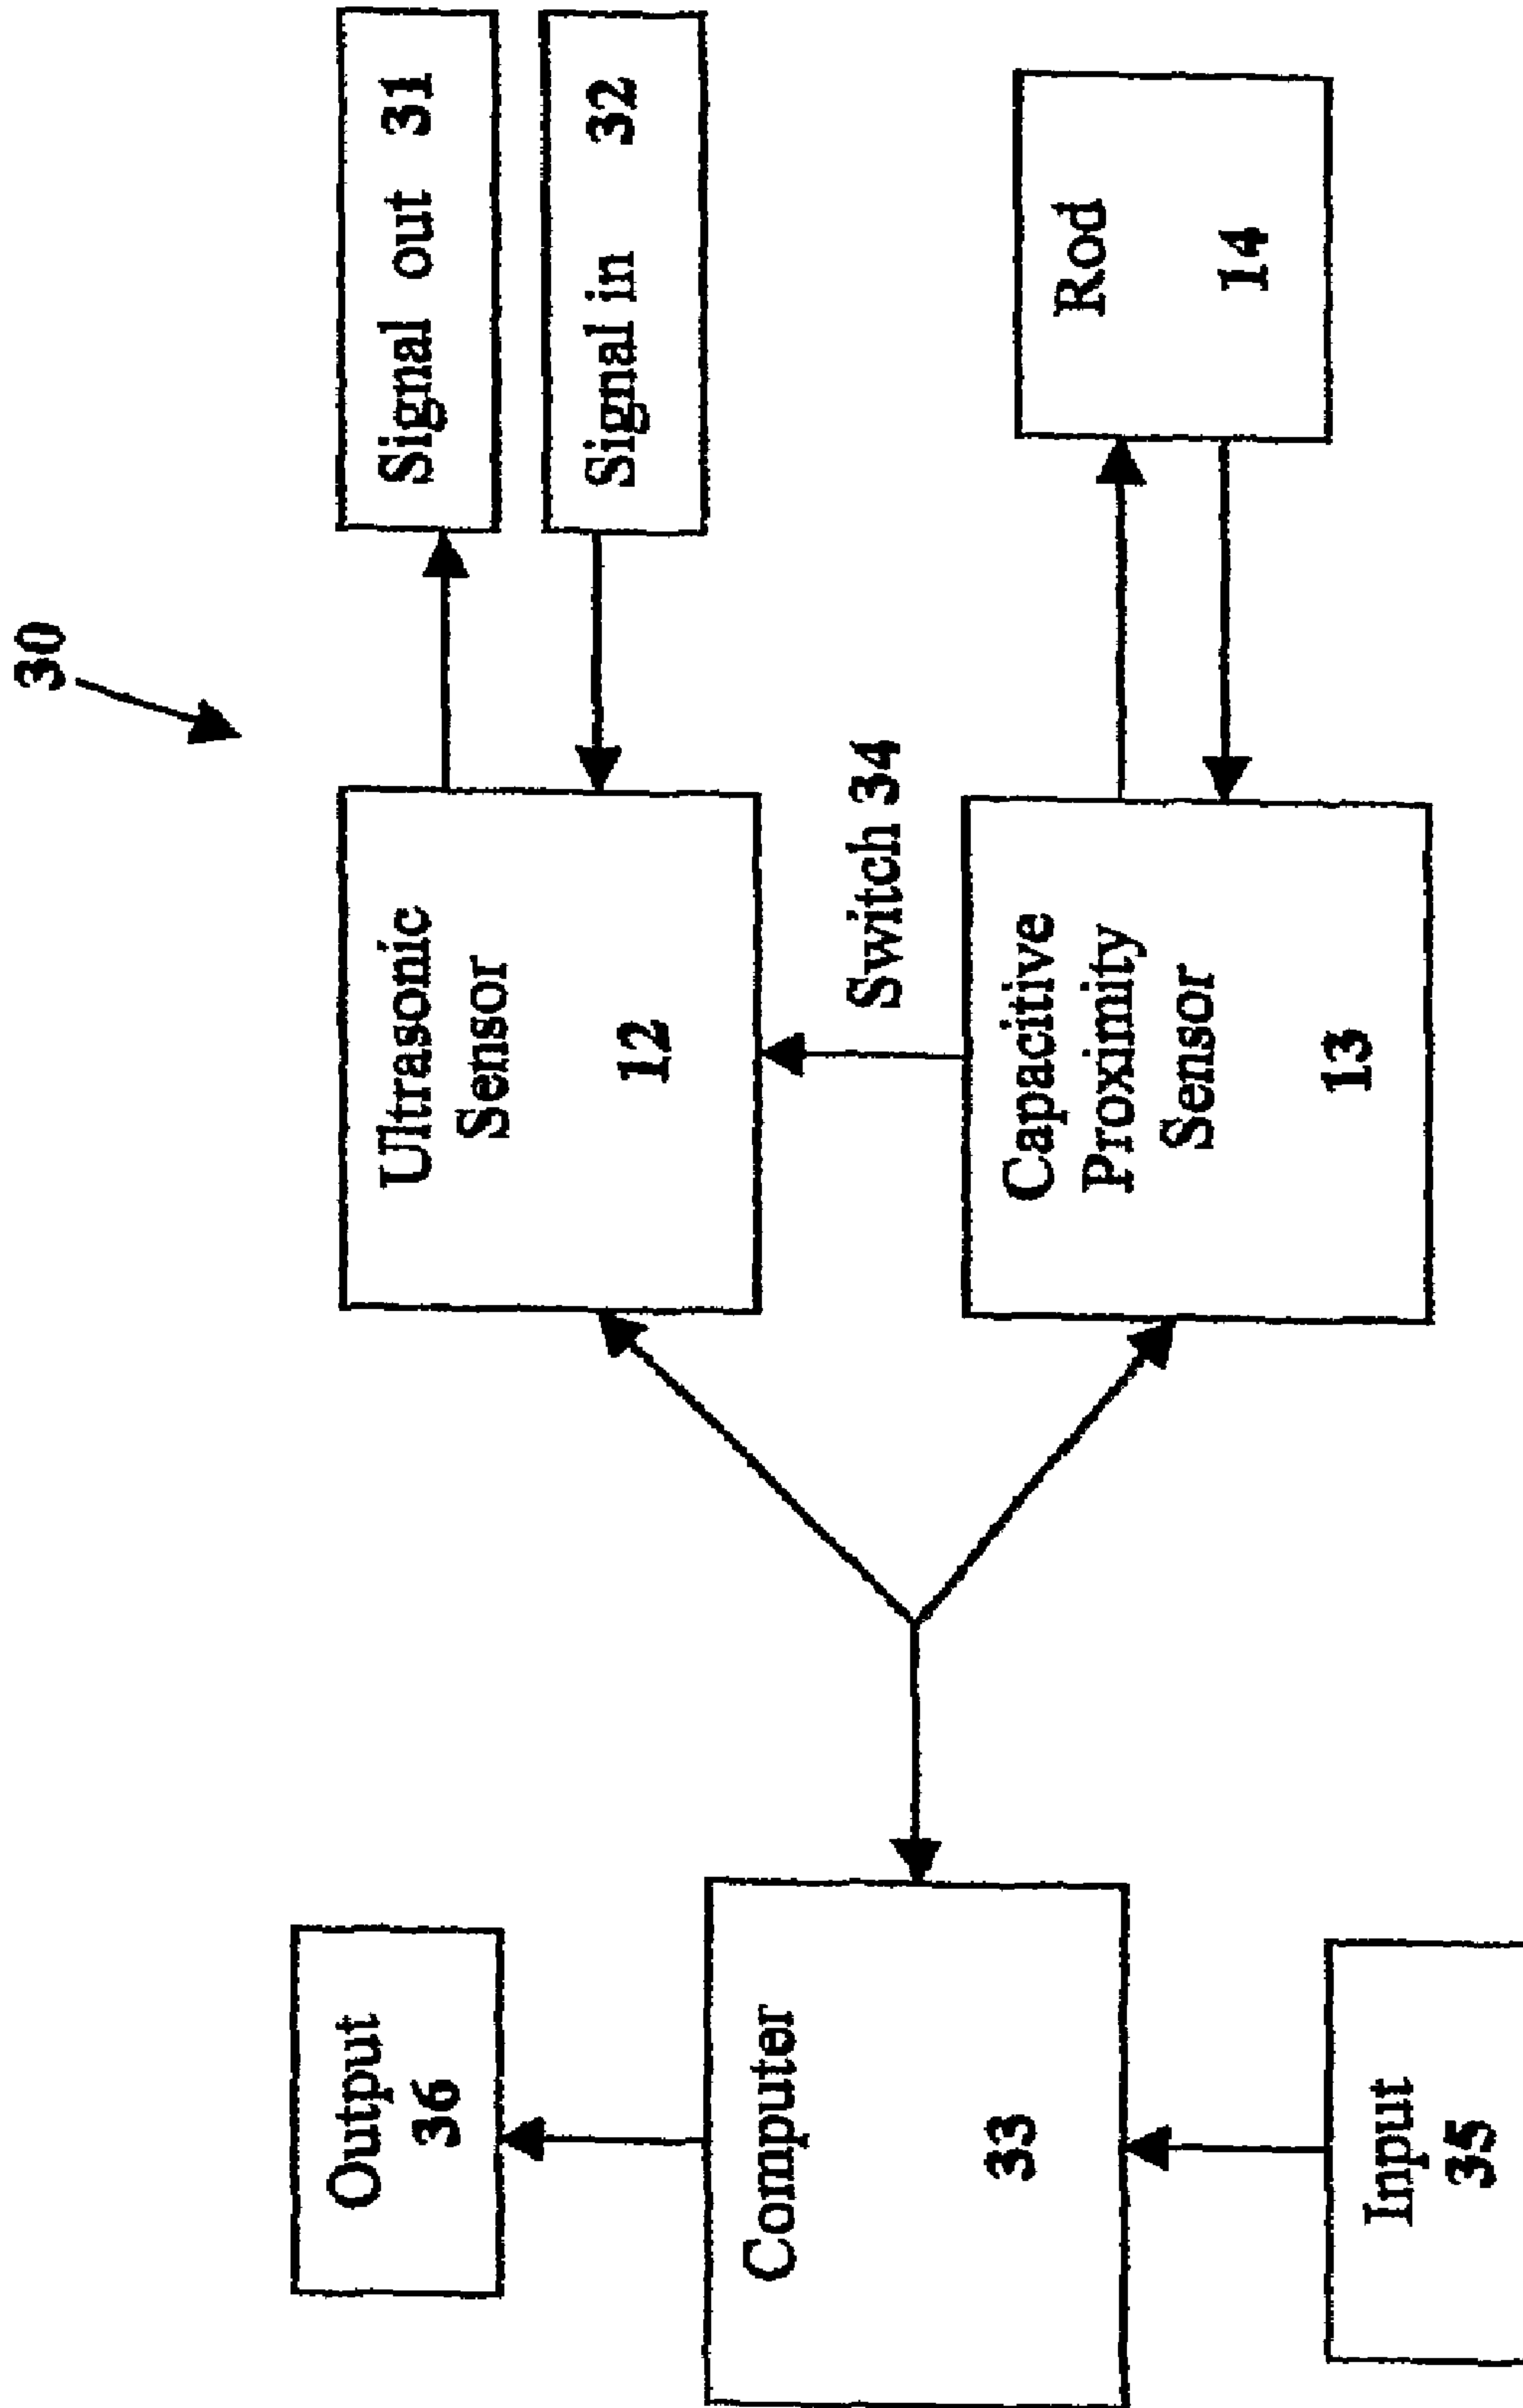 30
Output
36
Computer
33
Input
35
Ultrasonic
Sensor
12
Switch 34
Capacitive
Proximity
Sensor
13
Signal out 31
Signal in 32
Rod
14